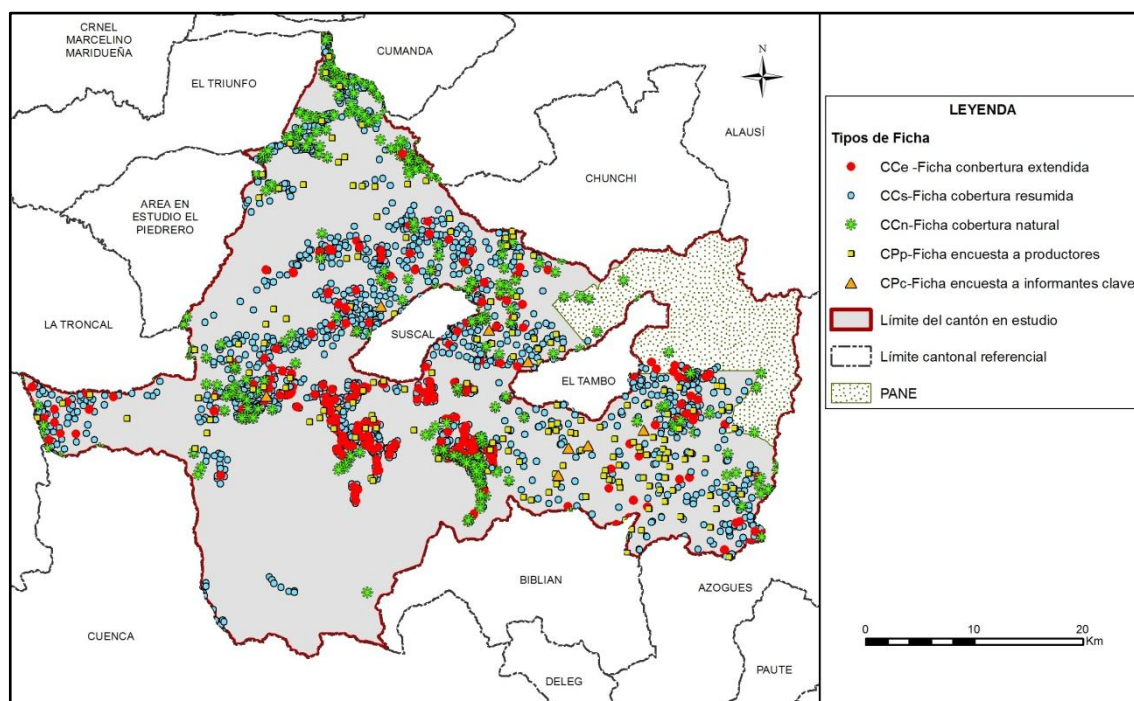 CRNEL
MARCELINO
MARIDUEÑA
CUMANDA
EL TRIUNFO
N
ALAUSÍ
CHUNCHI
AREA EN
ESTUDIO EL
PIEDRERO
LA TRONCAL
SUSCAL
EL TAMBO
BIBLIAN
AZOGUES
CUENCA
DELEG
PAUTE
LEYENDA
Tipos de Ficha
CCe -Ficha conbertura extendida
CCs-Ficha cobertura resumida
CCn-Ficha cobertura natural
CPp-Ficha encuesta a productores
CPc-Ficha encuesta a informantes clave
Límite del cantón en estudio
Límite cantonal referencial
PANE
0 10 20
Km